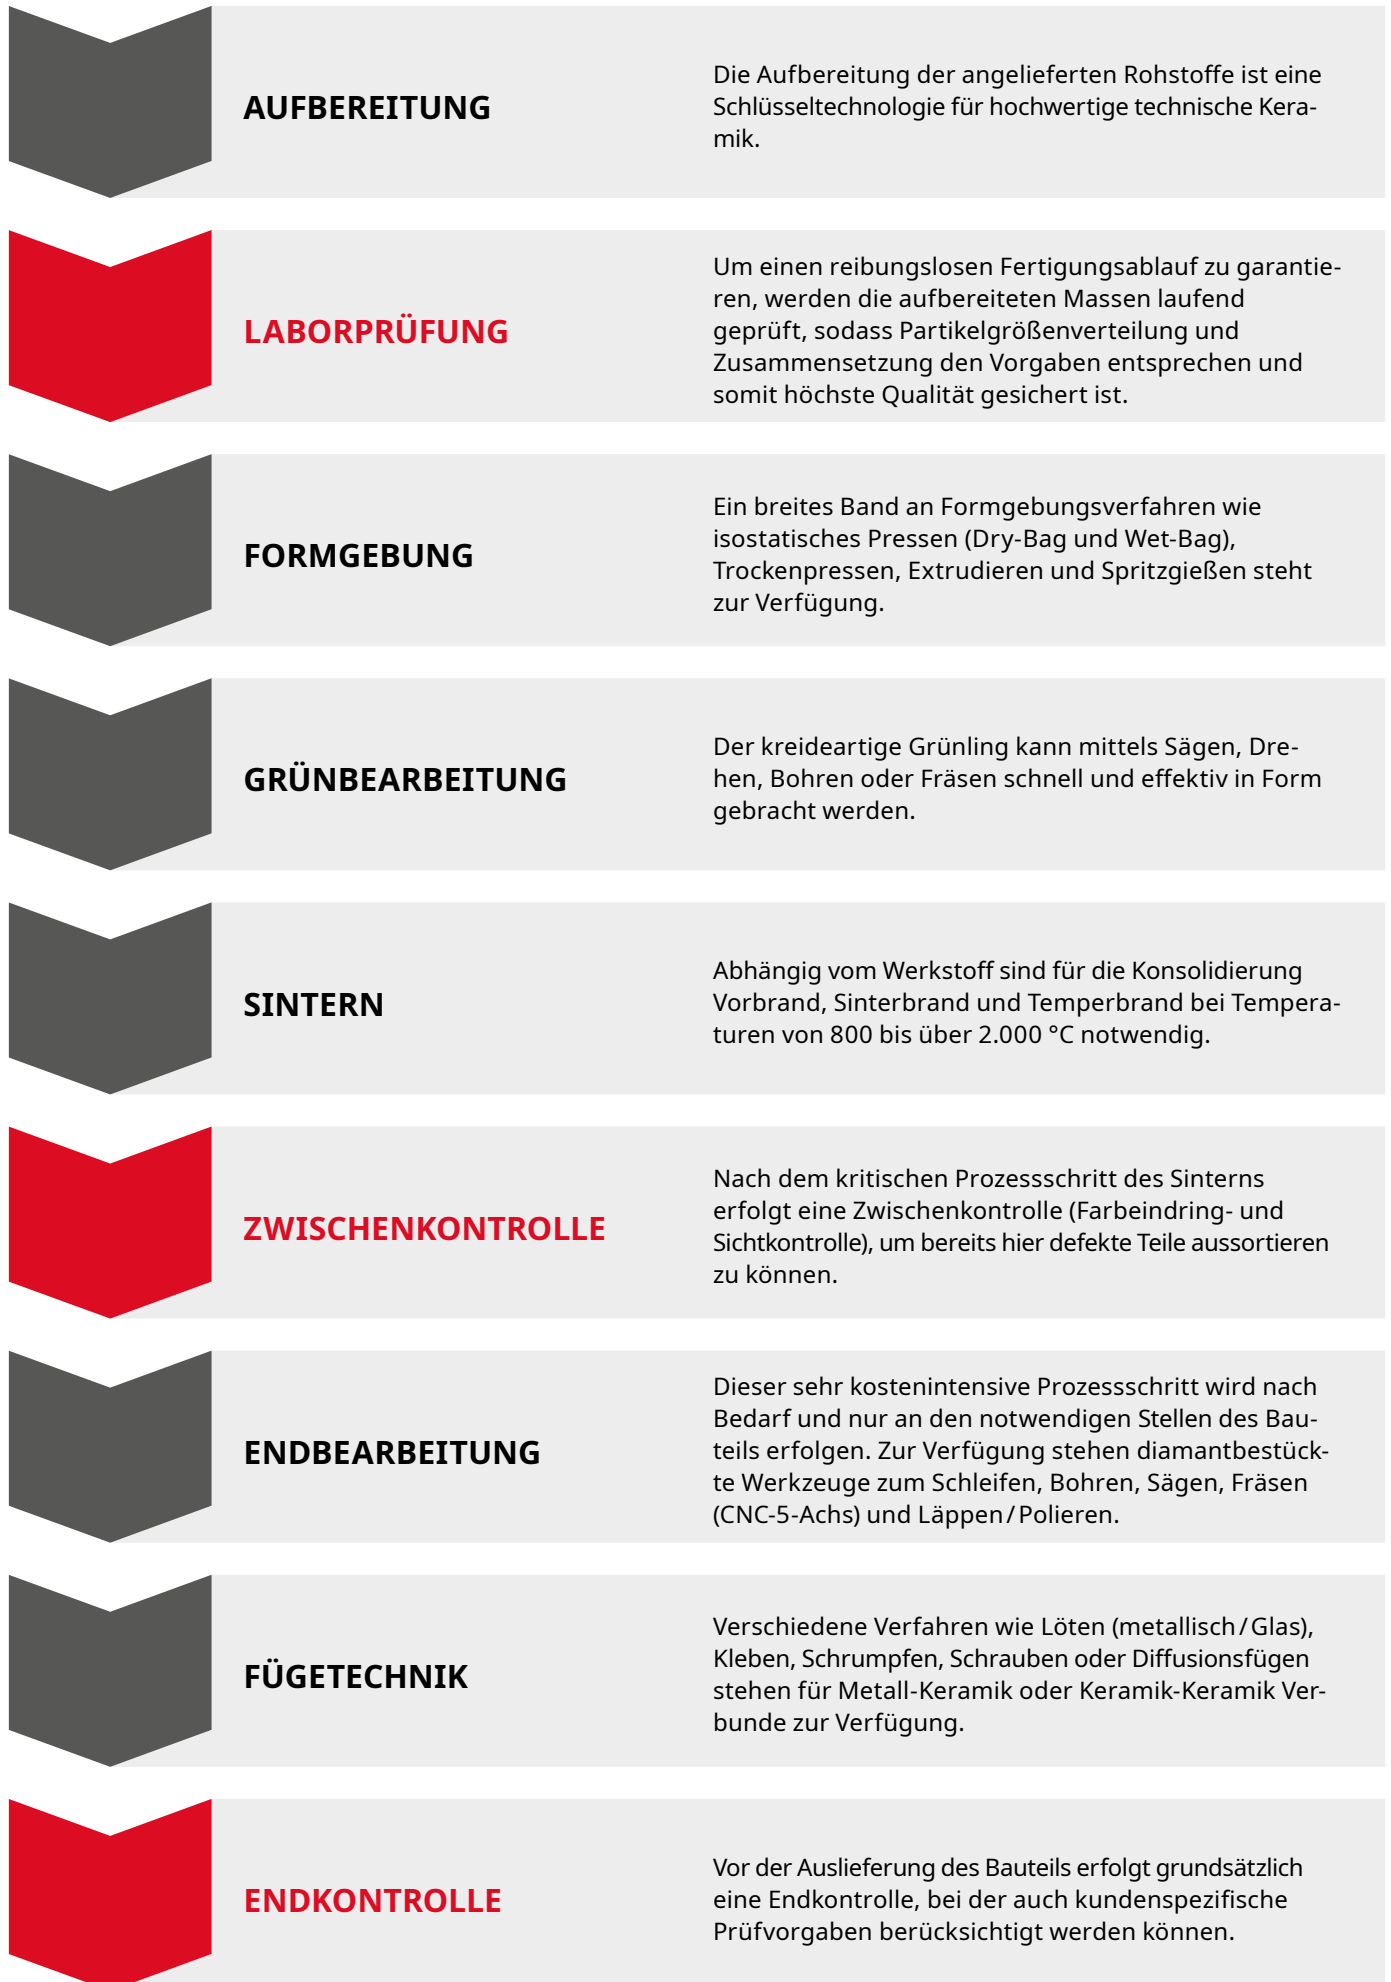 AUFBEREITUNG
Die Aufbereitung der angelieferten Rohstoffe ist eine
Schlüsseltechnologie für hochwertige technische Kera-
mik.
LABORPRÜFUNG
Um einen reibungslosen Fertigungsablauf zu garantie-
ren, werden die aufbereiteten Massen laufend
geprüft, sodass Partikelgrößenverteilung und
Zusammensetzung den Vorgaben entsprechen und
somit höchste Qualität gesichert ist.
FORMGEBUNG
Ein breites Band an Formgebungsverfahren wie
isostatisches Pressen (Dry-Bag und Wet-Bag),
Trockenpressen, Extrudieren und Spritzgießen steht
zur Verfügung.
GRÜNBEARBEITUNG
Der kreideartige Grünling kann mittels Sägen, Dre-
hen, Bohren oder Fräsen schnell und effektiv in Form
gebracht werden.
SINTERN
Abhängig vom Werkstoff sind für die Konsolidierung
Vorbrand, Sinterbrand und Temperbrand bei Tempera-
turen von 800 bis über 2.000 °C notwendig.
ZWISCHENKONTROLLE
Nach dem kritischen Prozessschritt des Sinterns
erfolgt eine Zwischenkontrolle (Farbeindring- und
Sichtkontrolle), um bereits hier defekte Teile aussortieren
zu können.
ENDBEARBEITUNG
Dieser sehr kostenintensive Prozessschritt wird nach
Bedarf und nur an den notwendigen Stellen des Bau-
teils erfolgen. Zur Verfügung stehen diamantbestück-
te Werkzeuge zum Schleifen, Bohren, Sägen, Fräsen
(CNC-5-Achs) und Läppen/Polieren.
FÜGETECHNIK
Verschiedene Verfahren wie Löten (metallisch/Glas),
Kleben, Schrumpfen, Schrauben oder Diffusionsfügen
stehen für Metall-Keramik oder Keramik-Keramik Ver-
bunde zur Verfügung.
ENDKONTROLLE
Vor der Auslieferung des Bauteils erfolgt grundsätzlich
eine Endkontrolle, bei der auch kundenspezifische
Prüfvorgaben berücksichtigt werden können.